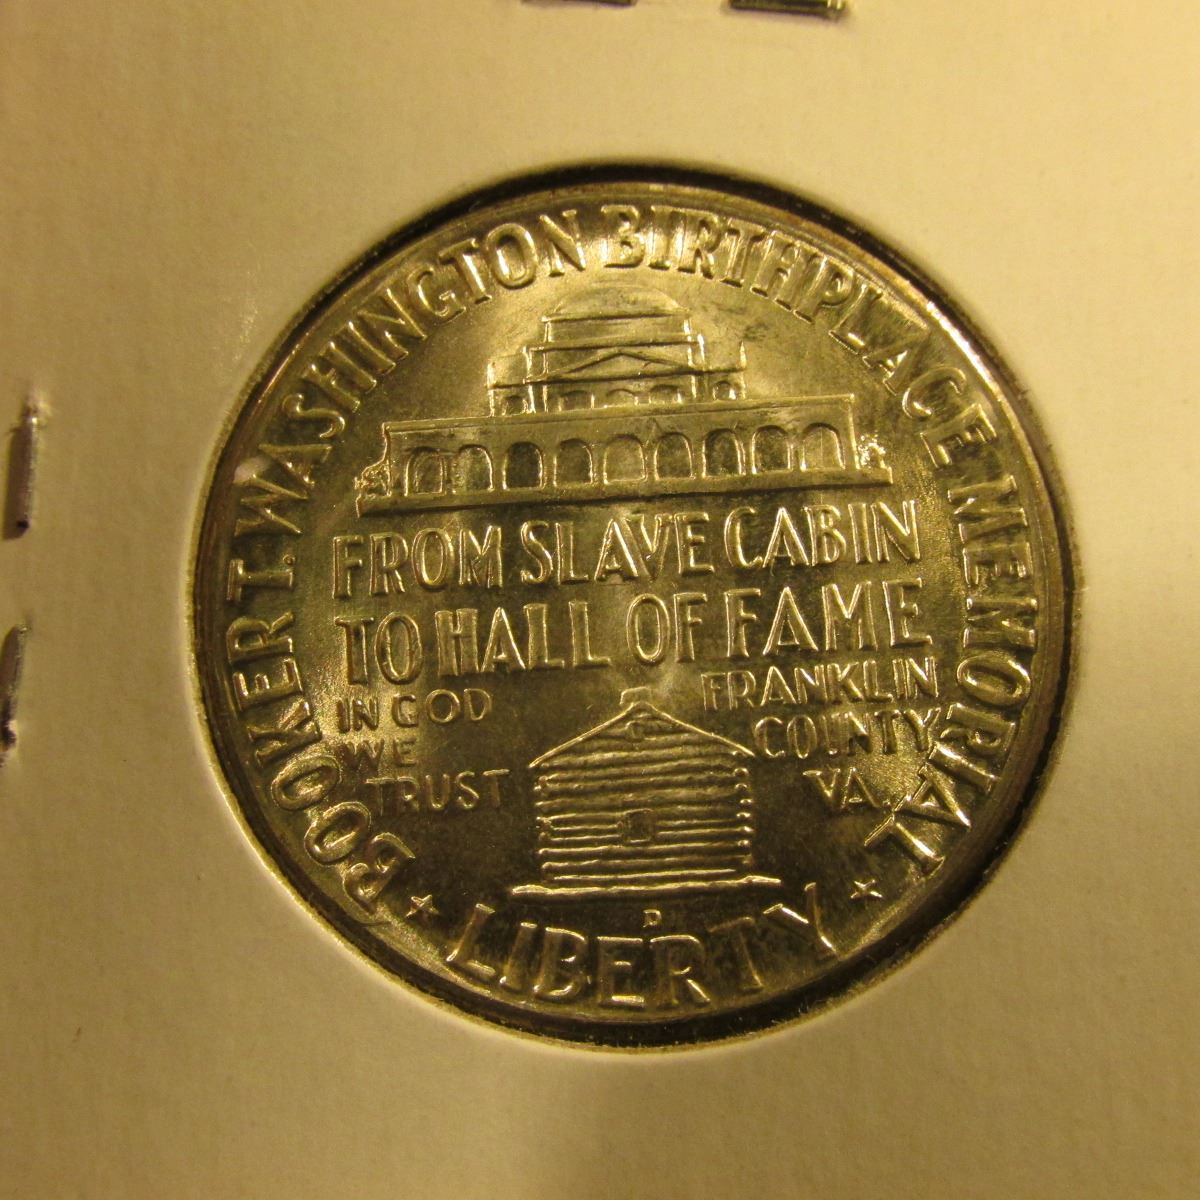 BOOKER T. WASHINGTON BIRTHPLACE MEMORIAL
FROM SLAVE CABIN
TO HALL OF FAME
IN GOD
WE
TRUST
FRANKLIN
COUNTY
VA.
D
LIBERTY